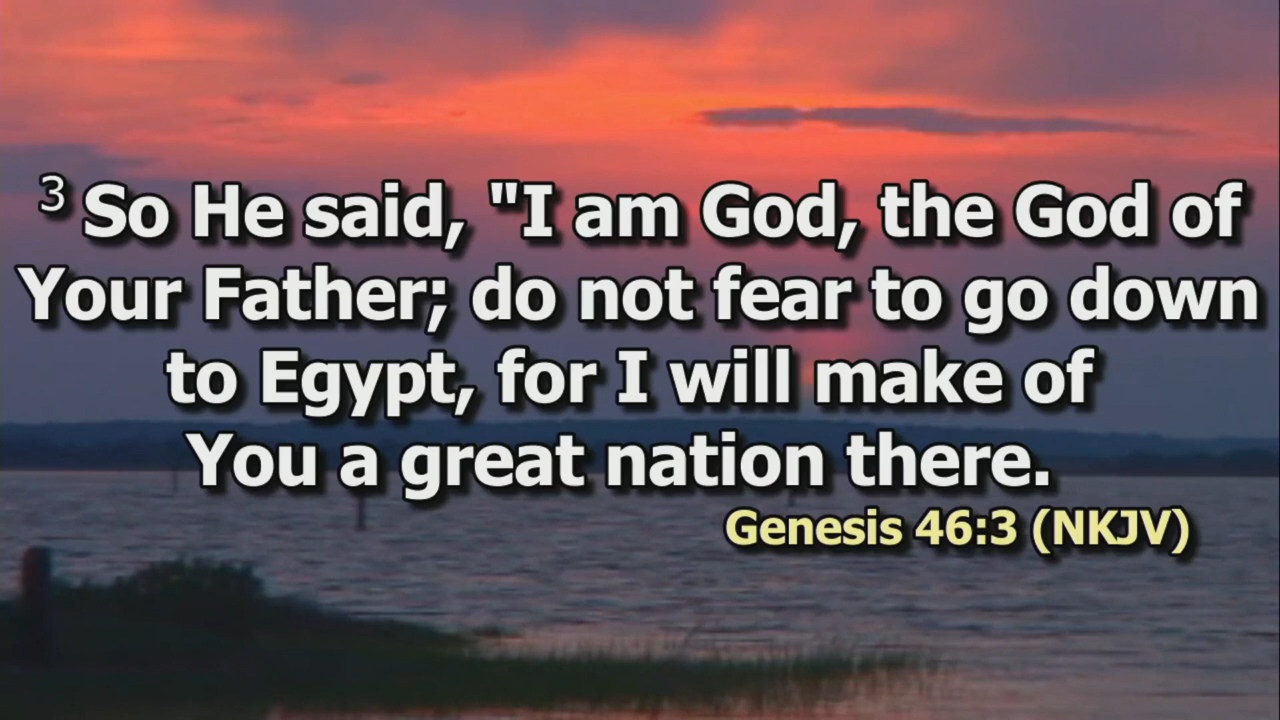 3 So He said, "I am God, the God of
Your Father; do not fear to go down
to Egypt, for I will make of
You a great nation there.
Genesis 46:3 (NKJV)